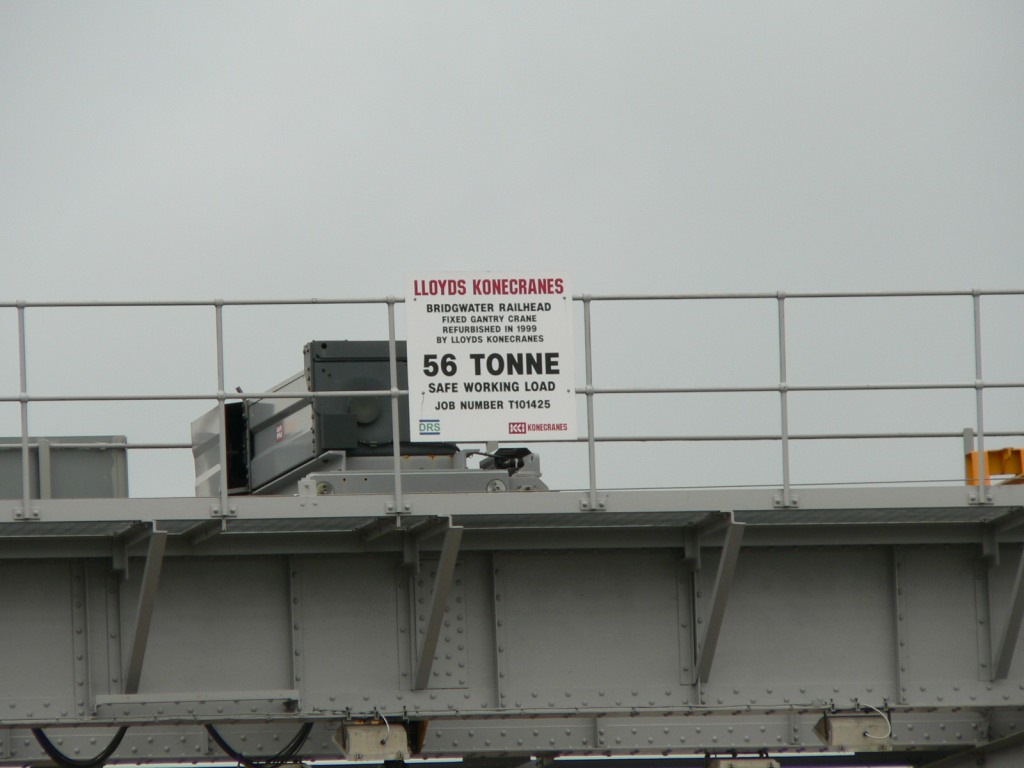 LLOYDS KONECRANES
BRIDGWATER RAILHEAD
FIXED GANTRY CRANE
REFURBISHED IN 1999
BY LLOYDS KONECRANES
56 TONNE
SAFE WORKING LOAD
JOB NUMBER T101425
DRS
KCI KONECRANES